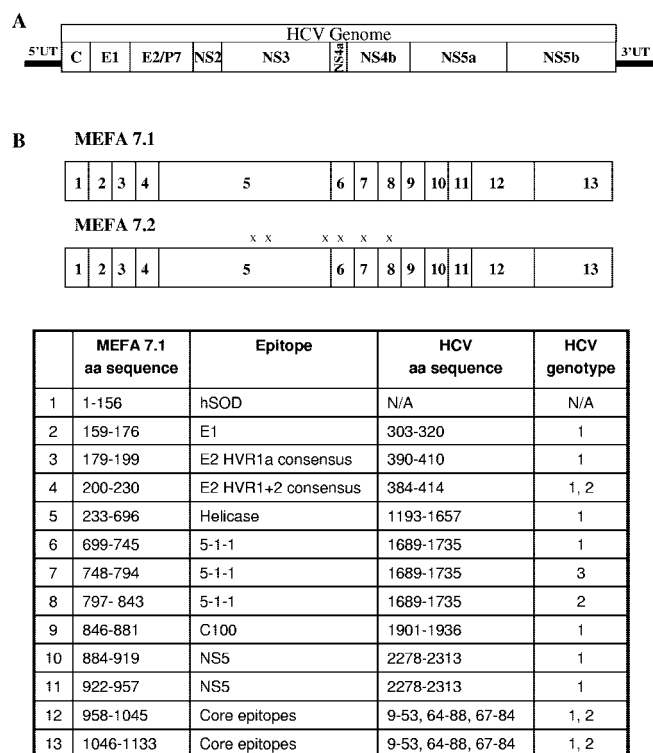 A
HCV Genome
5'UT C E1 E2/P7 NS2 NS3 NS4a NS4b NS5a NS5b 3'UT
B
MEFA 7.1
1 2 3 4 5 6 7 8 9 10 11 12 13
MEFA 7.2
x x x x x x
1 2 3 4 5 6 7 8 9 10 11 12 13
MEFA 7.1 Epitope HCV HCV
aa sequence aa sequence genotype
1 1-156 hSOD N/A N/A
2 159-176 E1 303-320 1
3 179-199 E2 HVR1a consensus 390-410 1
4 200-230 E2 HVR1+2 consensus 384-414 1, 2
5 233-696 Helicase 1193-1657 1
6 699-745 5-1-1 1689-1735 1
7 748-794 5-1-1 1689-1735 3
8 797- 843 5-1-1 1689-1735 2
9 846-881 C100 1901-1936 1
10 884-919 NS5 2278-2313 1
11 922-957 NS5 2278-2313 1
12 958-1045 Core epitopes 9-53, 64-88, 67-84 1, 2
13 1046-1133 Core epitopes 9-53, 64-88, 67-84 1, 2